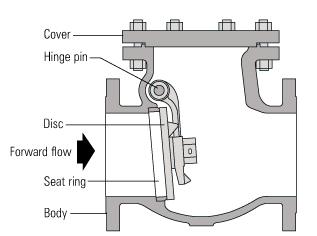 Cover
Hinge pin
Disc
Forward flow
Seat ring
Body